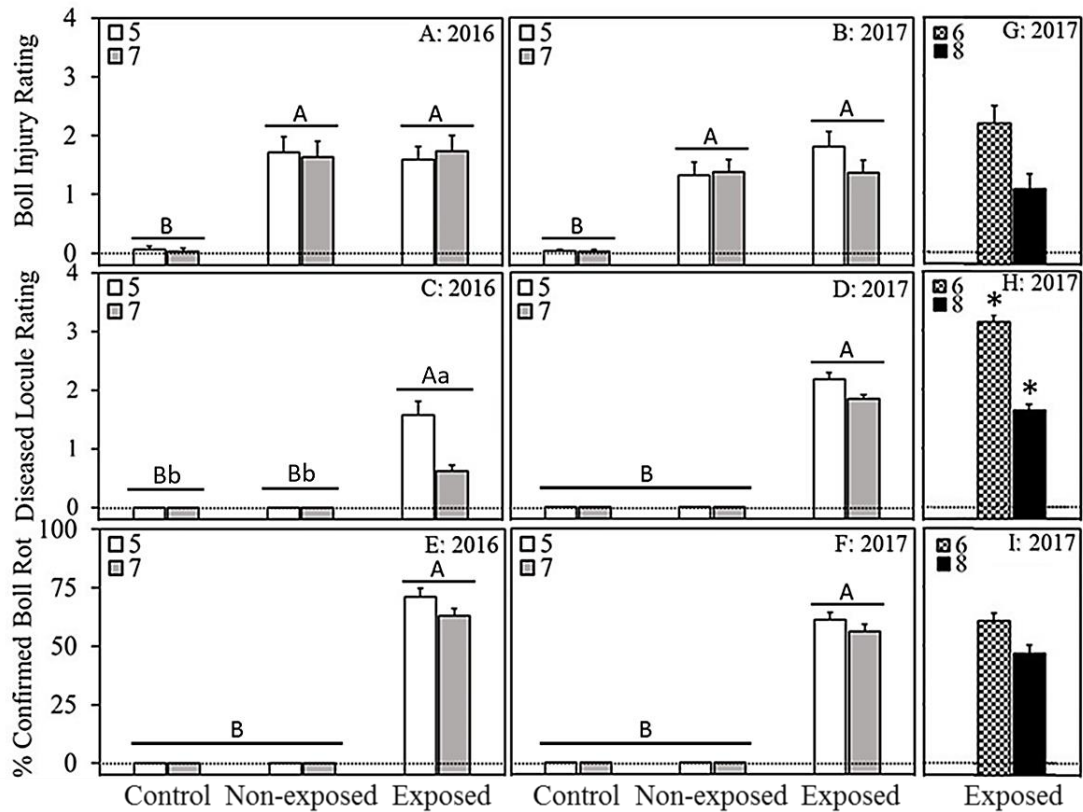 Boll Injury Rating
4
3
2
1
0
5
7
A: 2016
B
A
A
5
7
B: 2017
B
A
A
6
8
G: 2017
Diseased Locule Rating
4
3
2
1
0
5
7
C: 2016
Bb
Bb
Aa
5
7
D: 2017
B
A
6
8
H: 2017
*
*
% Confirmed Boll Rot
100
75
50
25
0
5
7
E: 2016
B
A
5
7
F: 2017
B
A
6
8
I: 2017
Control Non-exposed Exposed
Control Non-exposed Exposed
Exposed